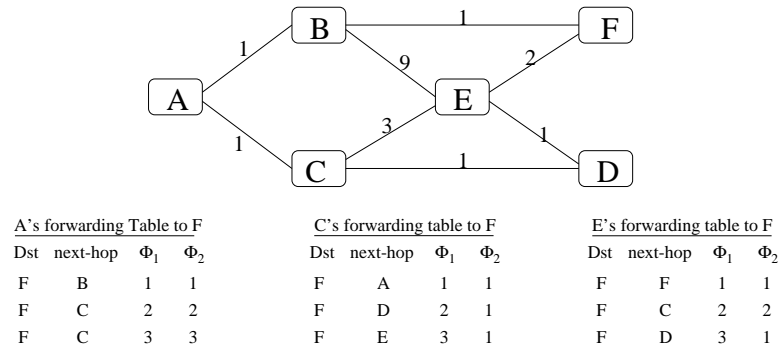 1
B
F
1
9
2
A
E
3
1
1
C
1
D
A's forwarding Table to F
Dst next-hop Φ1 Φ2
F B 1 1
F C 2 2
F C 3 3
C's forwarding table to F
Dst next-hop Φ1 Φ2
F A 1 1
F D 2 1
F E 3 1
E's forwarding table to F
Dst next-hop Φ1 Φ2
F F 1 1
F C 2 2
F D 3 1